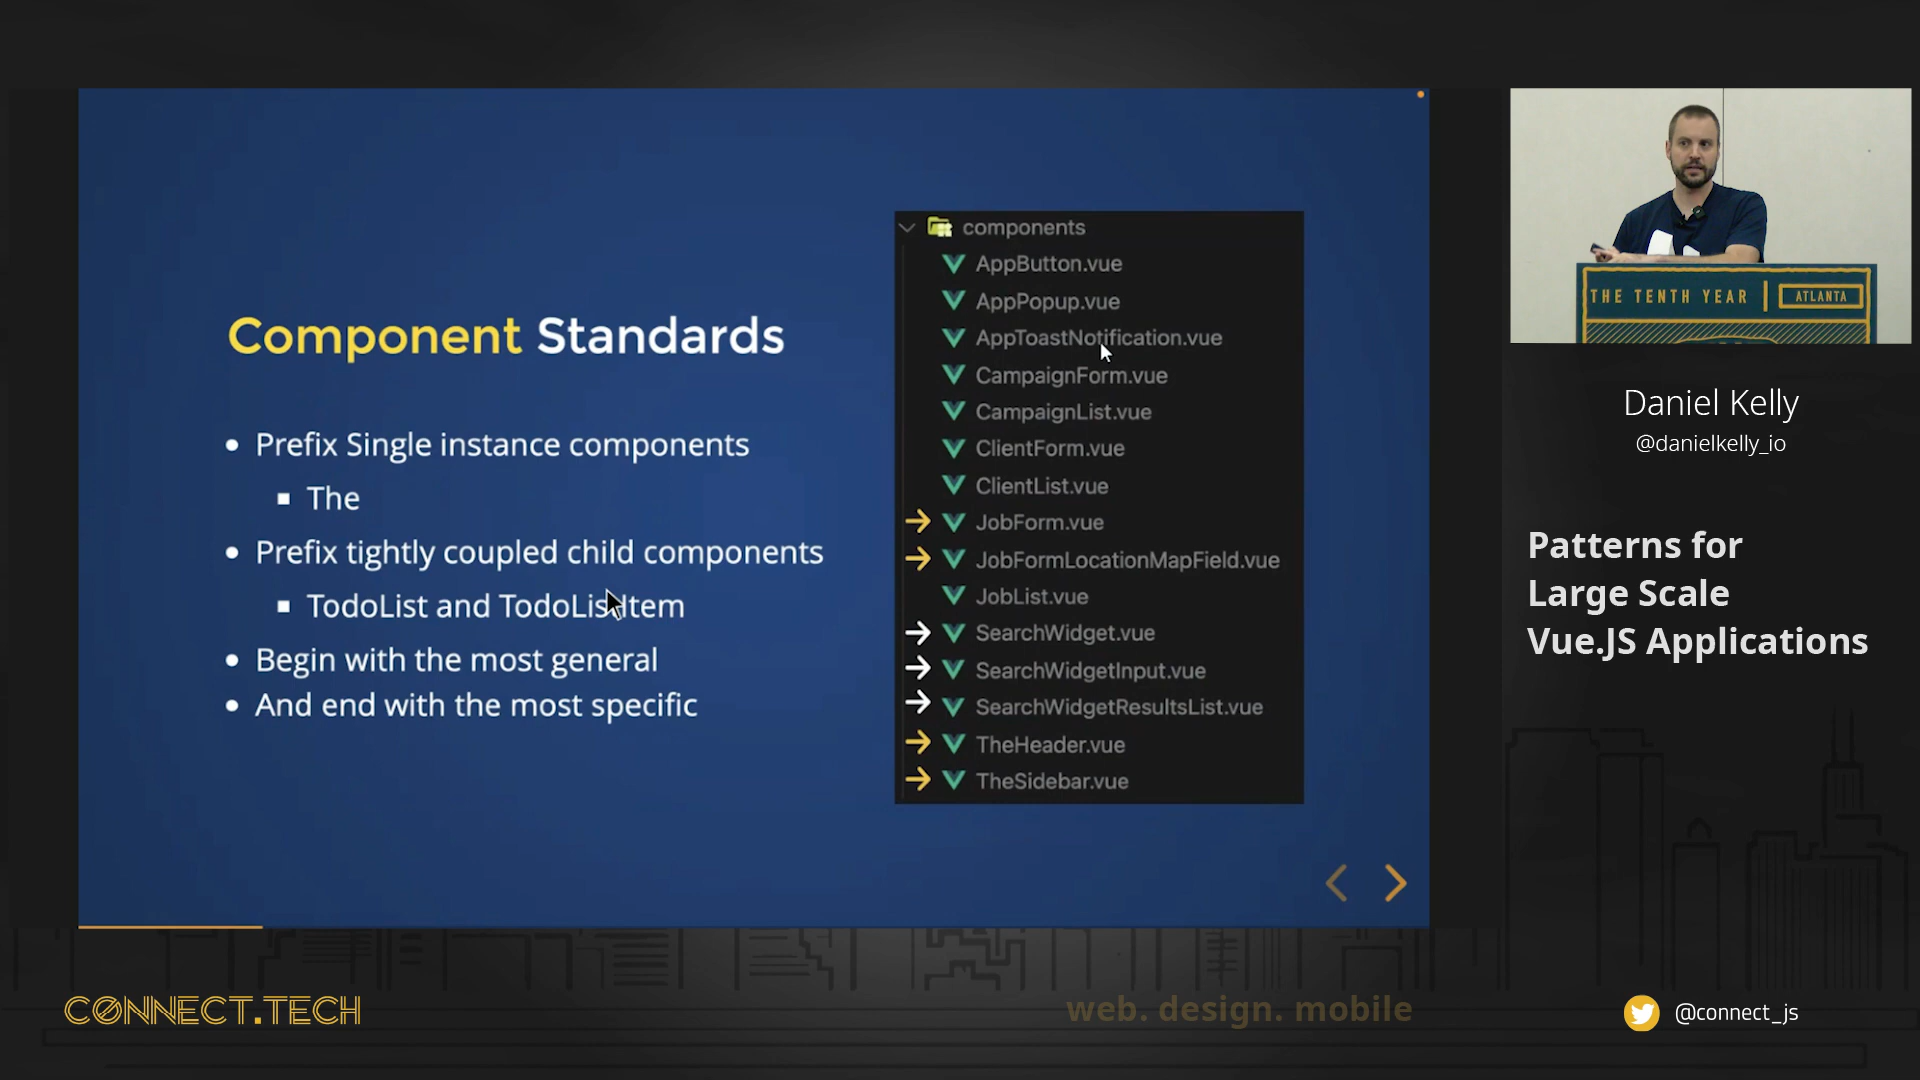 Component Standards
Prefix Single instance components
The
Prefix tightly coupled child components
TodoList and TodoListItem
Begin with the most general
And end with the most specific
components
AppButton.vue
AppPopup.vue
AppToastNotification.vue
CampaignForm.vue
CampaignList.vue
ClientForm.vue
ClientList.vue
JobForm.vue
JobFormLocationMapField.vue
JobList.vue
SearchWidget.vue
SearchWidgetInput.vue
SearchWidgetResultsList.vue
TheHeader.vue
TheSidebar.vue
THE TENTH YEAR | ATLANTA
Daniel Kelly
@danielkelly_io
Patterns for
Large Scale
Vue.JS Applications
CONNECT.TECH
web. design. mobile
@connect_js